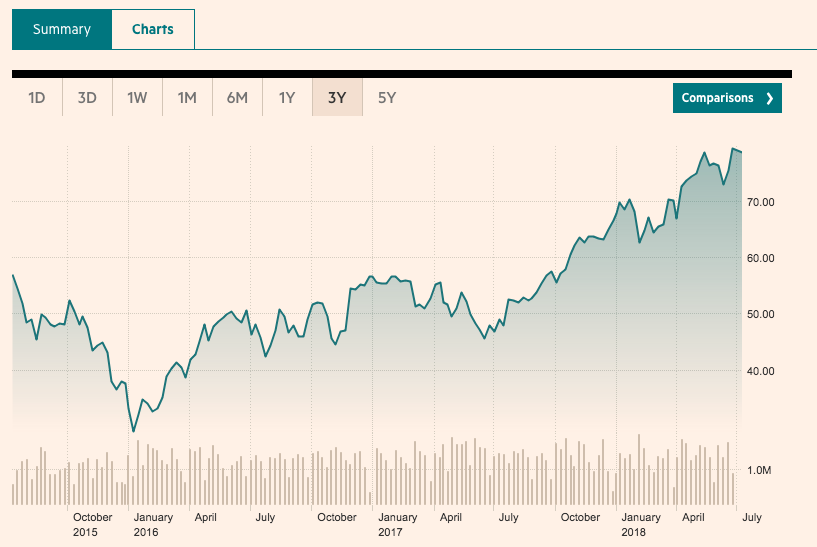 Summary Charts
1D 3D 1W 1M 6M 1Y 3Y 5Y
Comparisons
70.00
60.00
50.00
40.00
1.0M
October January April July October January April July October January April July
2015 2016 2017 2018